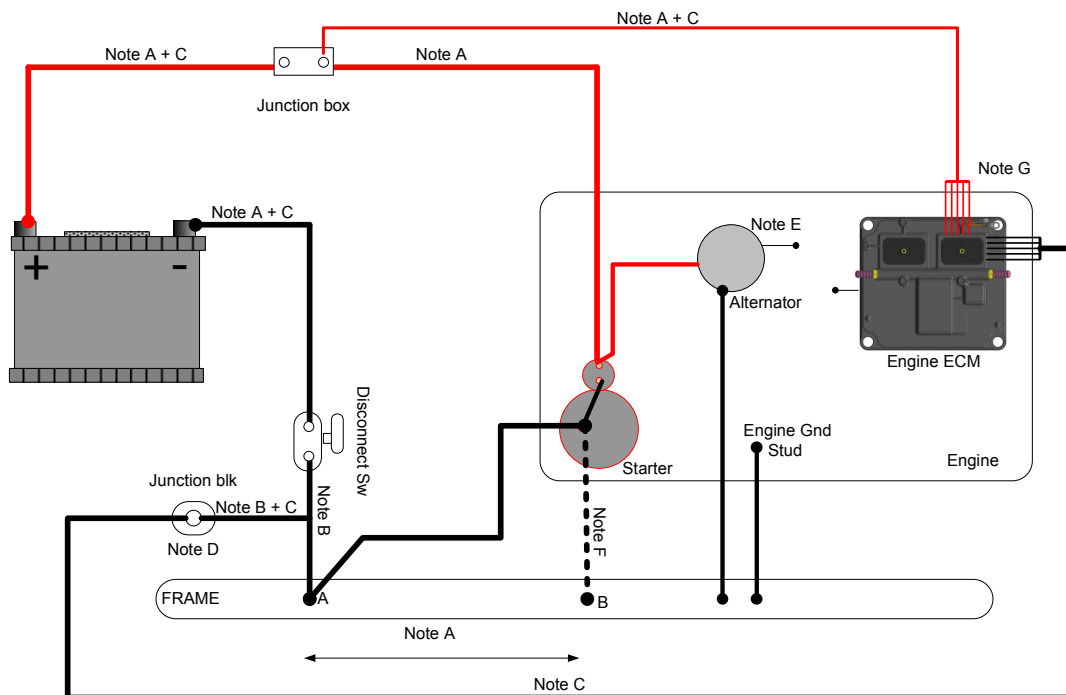 Note A + C
Note A + C
Note A
Junction box
Note G
Note A + C
Note E
+
-
Alternator
Engine ECM
Disconnect Sw
Engine Gnd
Stud
Engine
Starter
Junction blk
Note B + C
Note B
Note D
Note F
FRAME
A
B
Note A
Note C